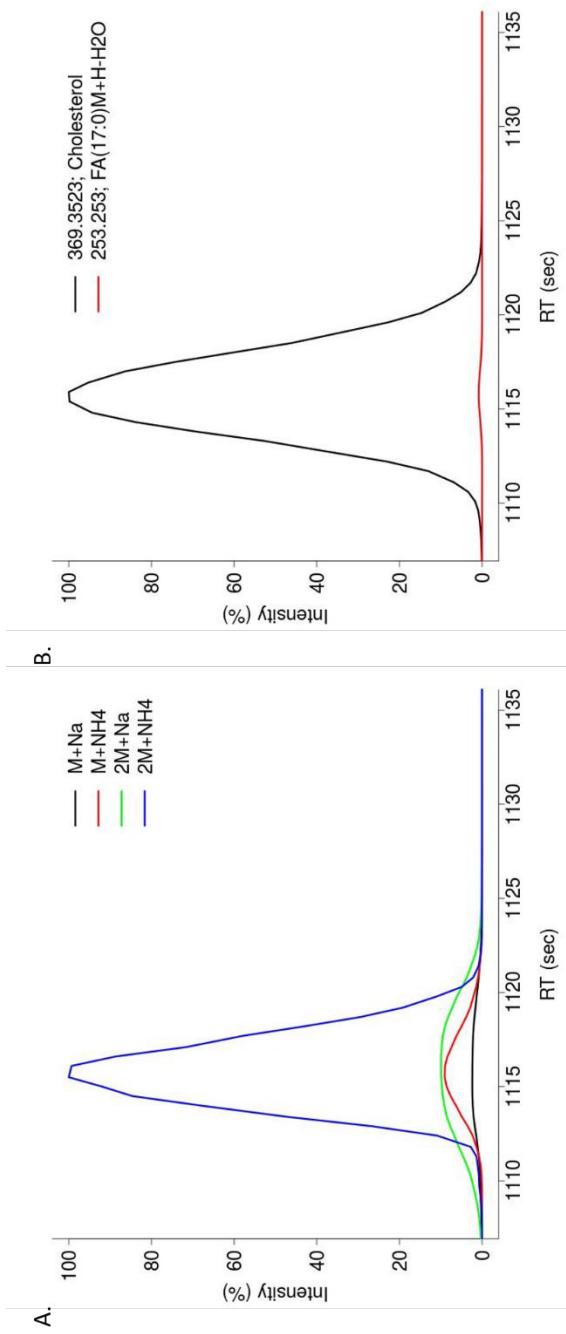 A.
M+Na
M+NH4
2M+Na
2M+NH4
Intensity (%)
100
80
60
40
20
0
1110 1115 1120 1125 1130 1135
RT (sec)
B.
369.3523; Cholesterol
253.253; FA(17:0)M+H-H2O
Intensity (%)
100
80
60
40
20
0
1110 1115 1120 1125 1130 1135
RT (sec)